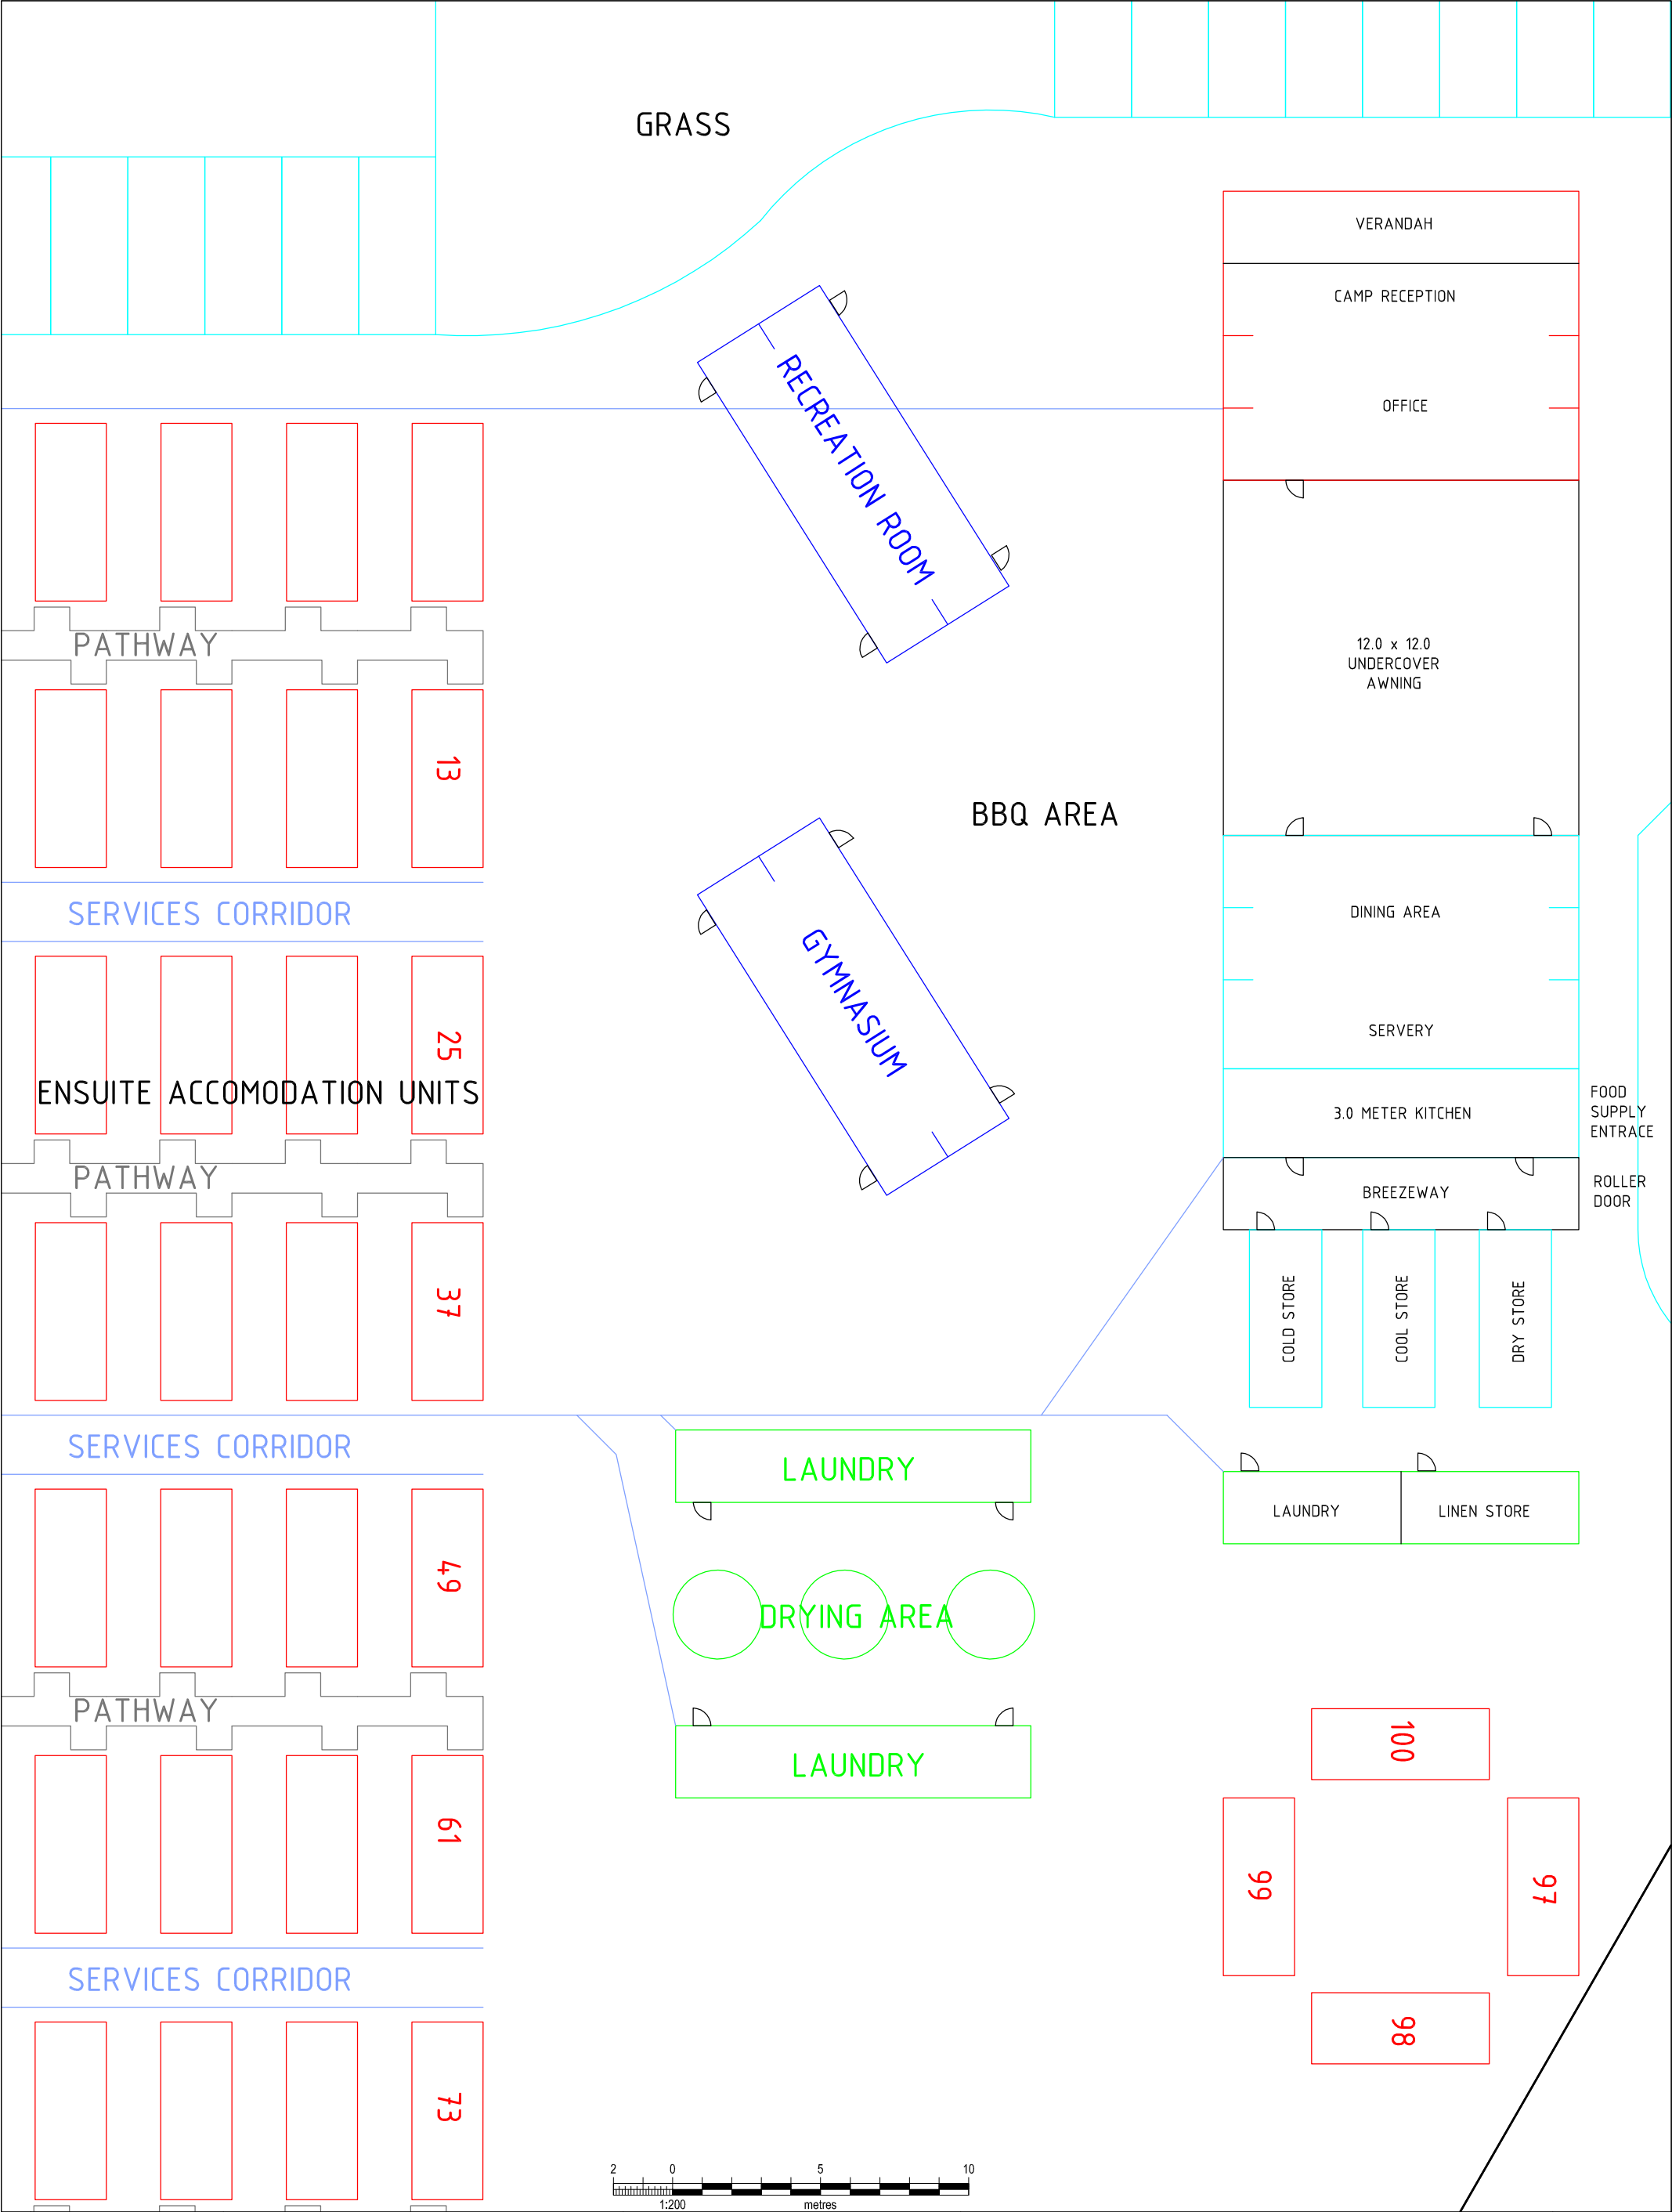 GRASS
VERANDAH
CAMP RECEPTION
OFFICE
RECREATION ROOM
PATHWAY
12.0 x 12.0
UNDERCOVER
AWNING
13
BBQ AREA
SERVICES CORRIDOR
DINING AREA
GYMNASIUM
25
SERVERY
ENSUITE ACCOMODATION UNITS
3.0 METER KITCHEN
FOOD
SUPPLY
ENTRACE
PATHWAY
BREEZEWAY
ROLLER
DOOR
37
COLD STORE
COOL STORE
DRY STORE
SERVICES CORRIDOR
LAUNDRY
LAUNDRY
LINEN STORE
49
DRYING AREA
PATHWAY
LAUNDRY
100
61
99
97
SERVICES CORRIDOR
98
73
2 0 5 10
1:200 metres